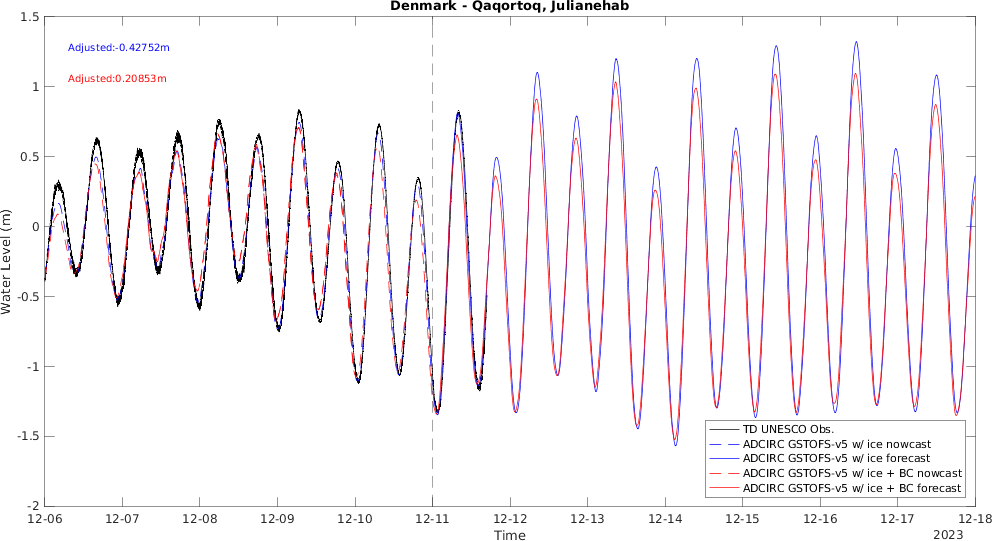 Denmark - Qaqortoq, Julianehab
1.5
1
0.5
0
-0.5
-1
-1.5
-2
Water Level (m)
Adjusted:-0.42752m
Adjusted:0.20853m
TD UNESCO Obs.
ADCIRC GSTOFS-v5 w/ ice nowcast
ADCIRC GSTOFS-v5 w/ ice forecast
ADCIRC GSTOFS-v5 w/ ice + BC nowcast
ADCIRC GSTOFS-v5 w/ ice + BC forecast
12-06 12-07 12-08 12-09 12-10 12-11 12-12 12-13 12-14 12-15 12-16 12-17 12-18
Time
2023